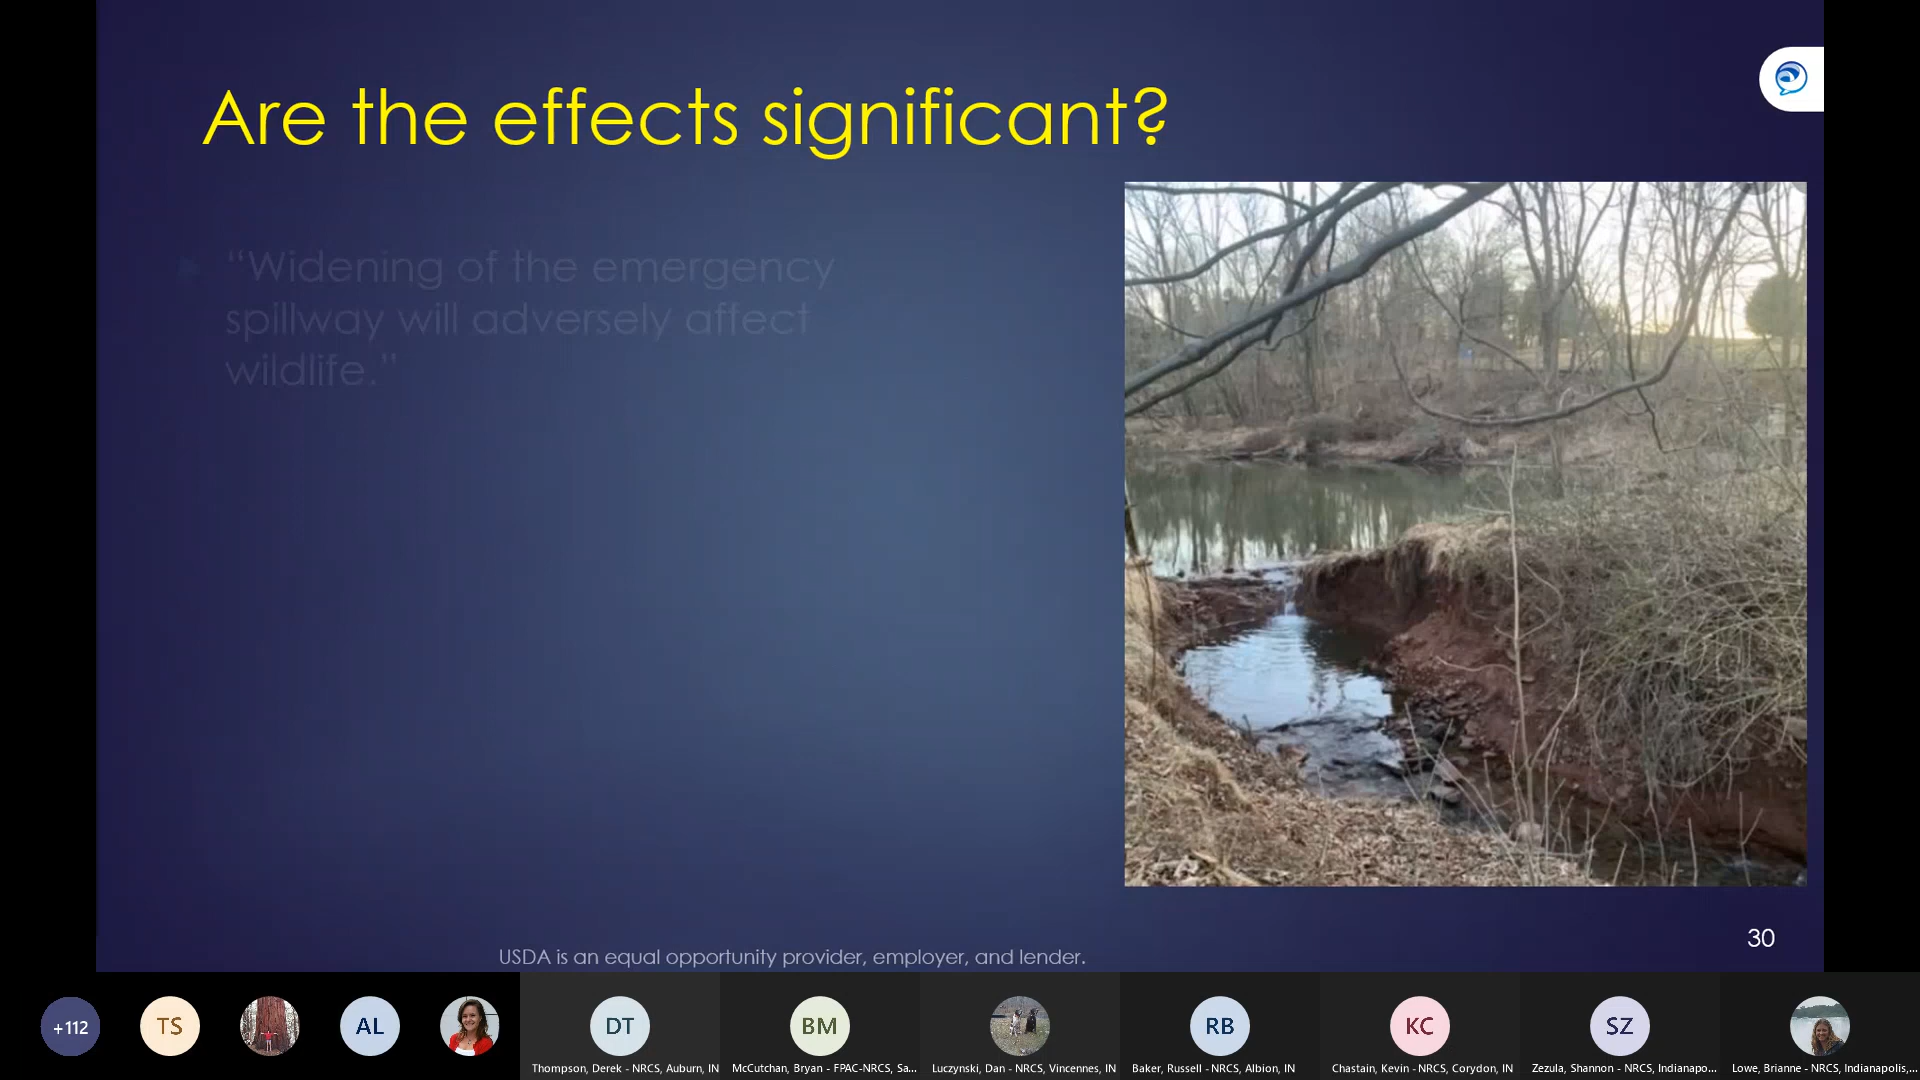 Are the effects significant?
“Widening of the emergency
spillway will adversely affect
wildlife.”
30
USDA is an equal opportunity provider, employer, and lender.
+112
TS
AL
DT
BM
RB
KC
SZ
Thompson, Derek - NRCS, Auburn, IN
McCutchan, Bryan - FPAC-NRCS, Sa...
Luczynski, Dan - NRCS, Vincennes, IN
Baker, Russell - NRCS, Albion, IN
Chastain, Kevin - NRCS, Corydon, IN
Zezula, Shannon - NRCS, Indianapo...
Lowe, Brianne - NRCS, Indianapolis,...